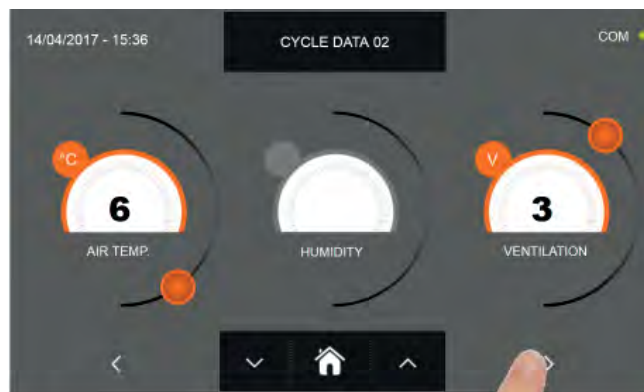 14/04/2017 - 15:36
CYCLE DATA 02
COM
°C
6
AIR TEMP.
HUMIDITY
V
3
VENTILATION